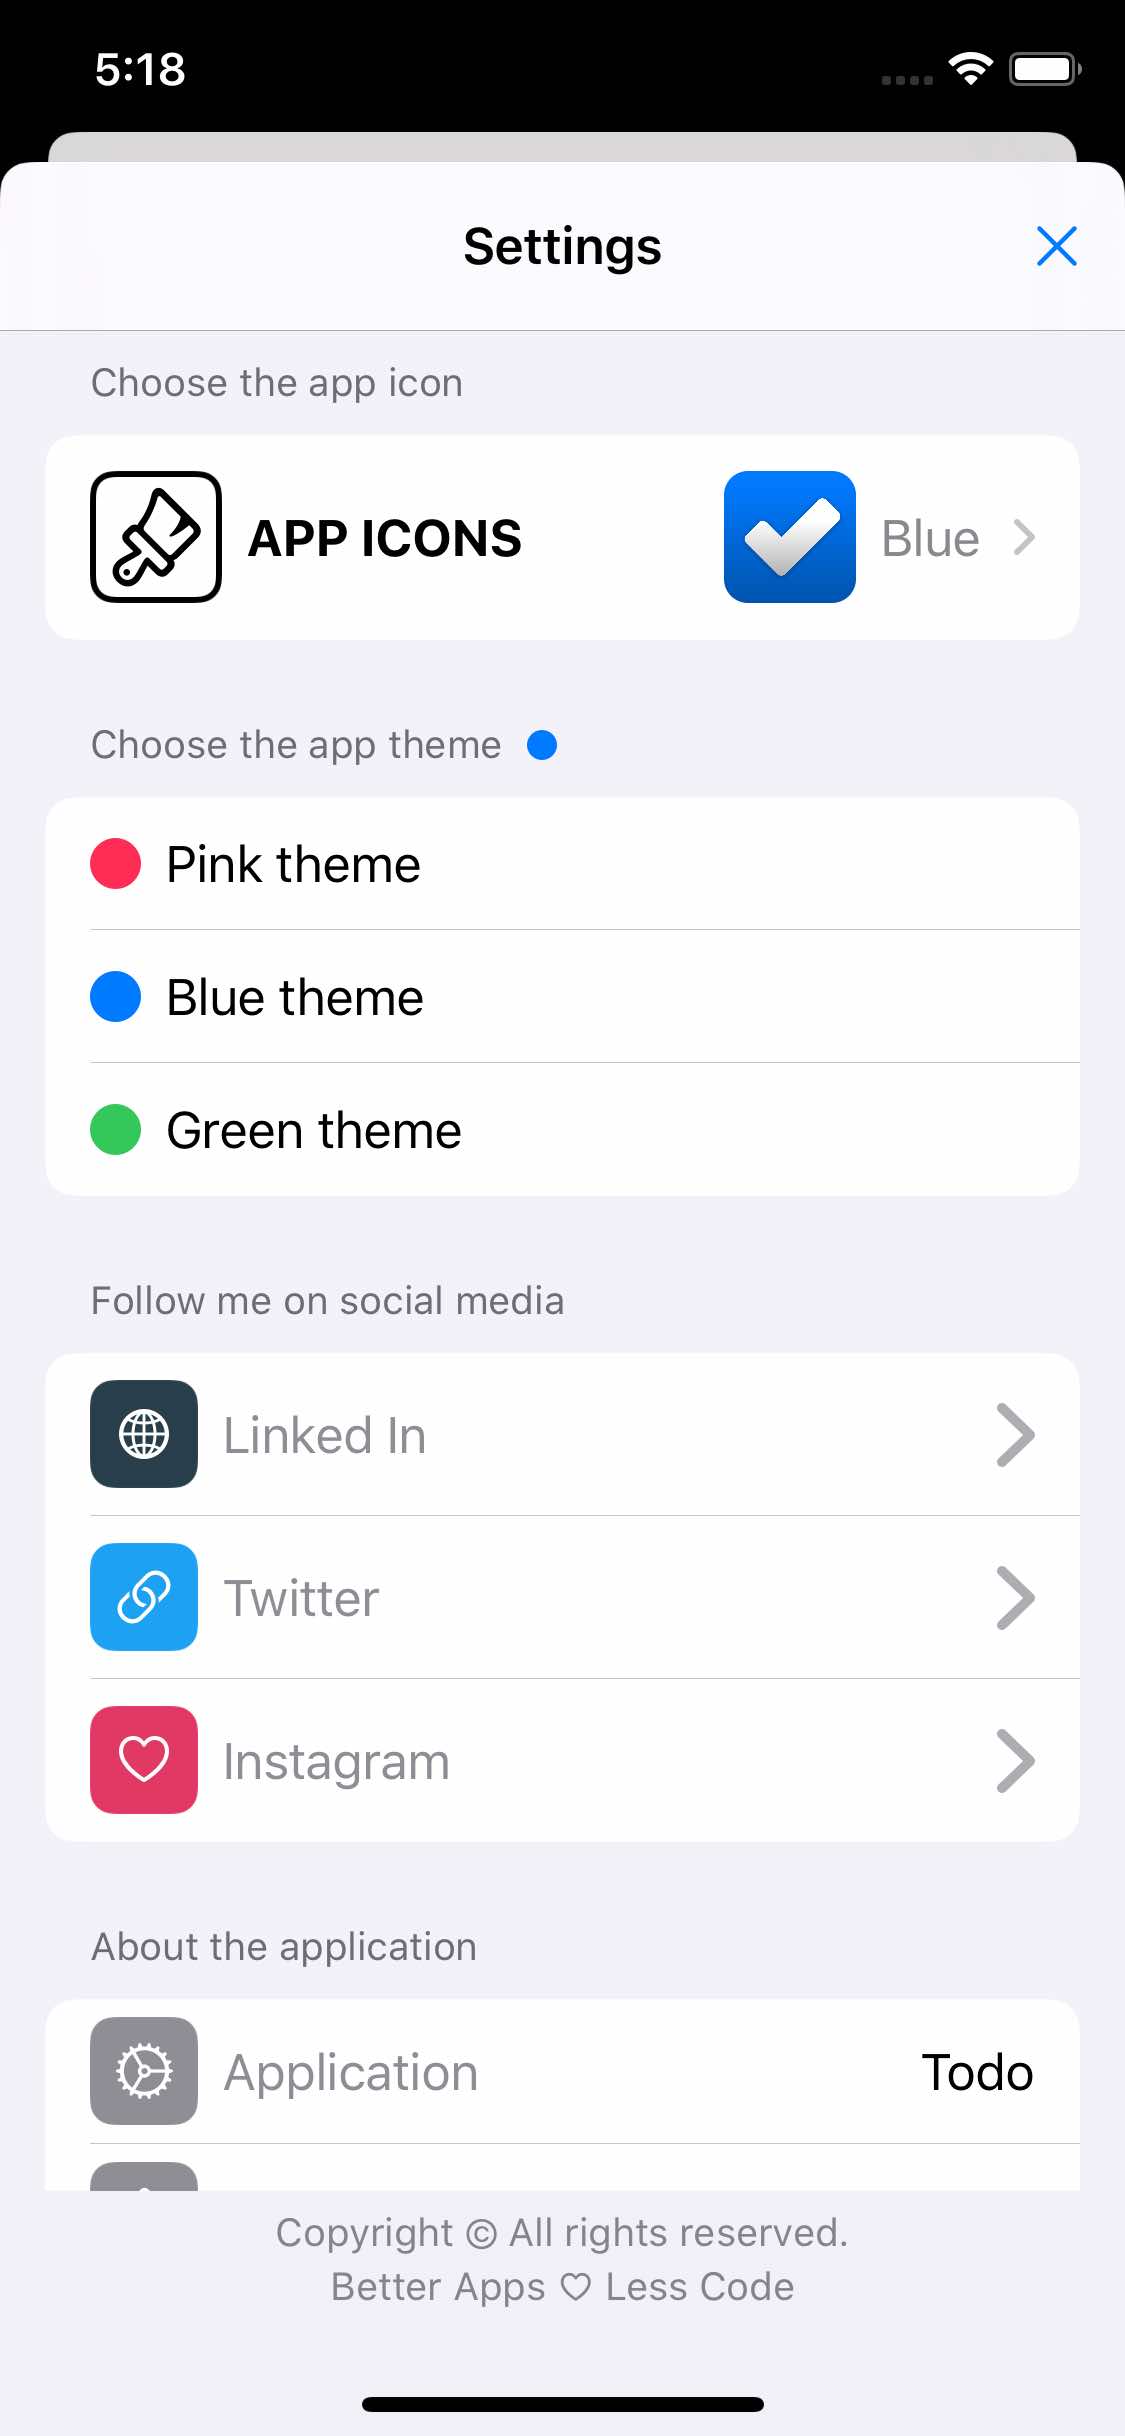 5:18
Settings
Choose the app icon
APP ICONS Blue
Choose the app theme
Pink theme
Blue theme
Green theme
Follow me on social media
Linked In
Twitter
Instagram
About the application
Application Todo
Copyright © All rights reserved.
Better Apps ♡ Less Code